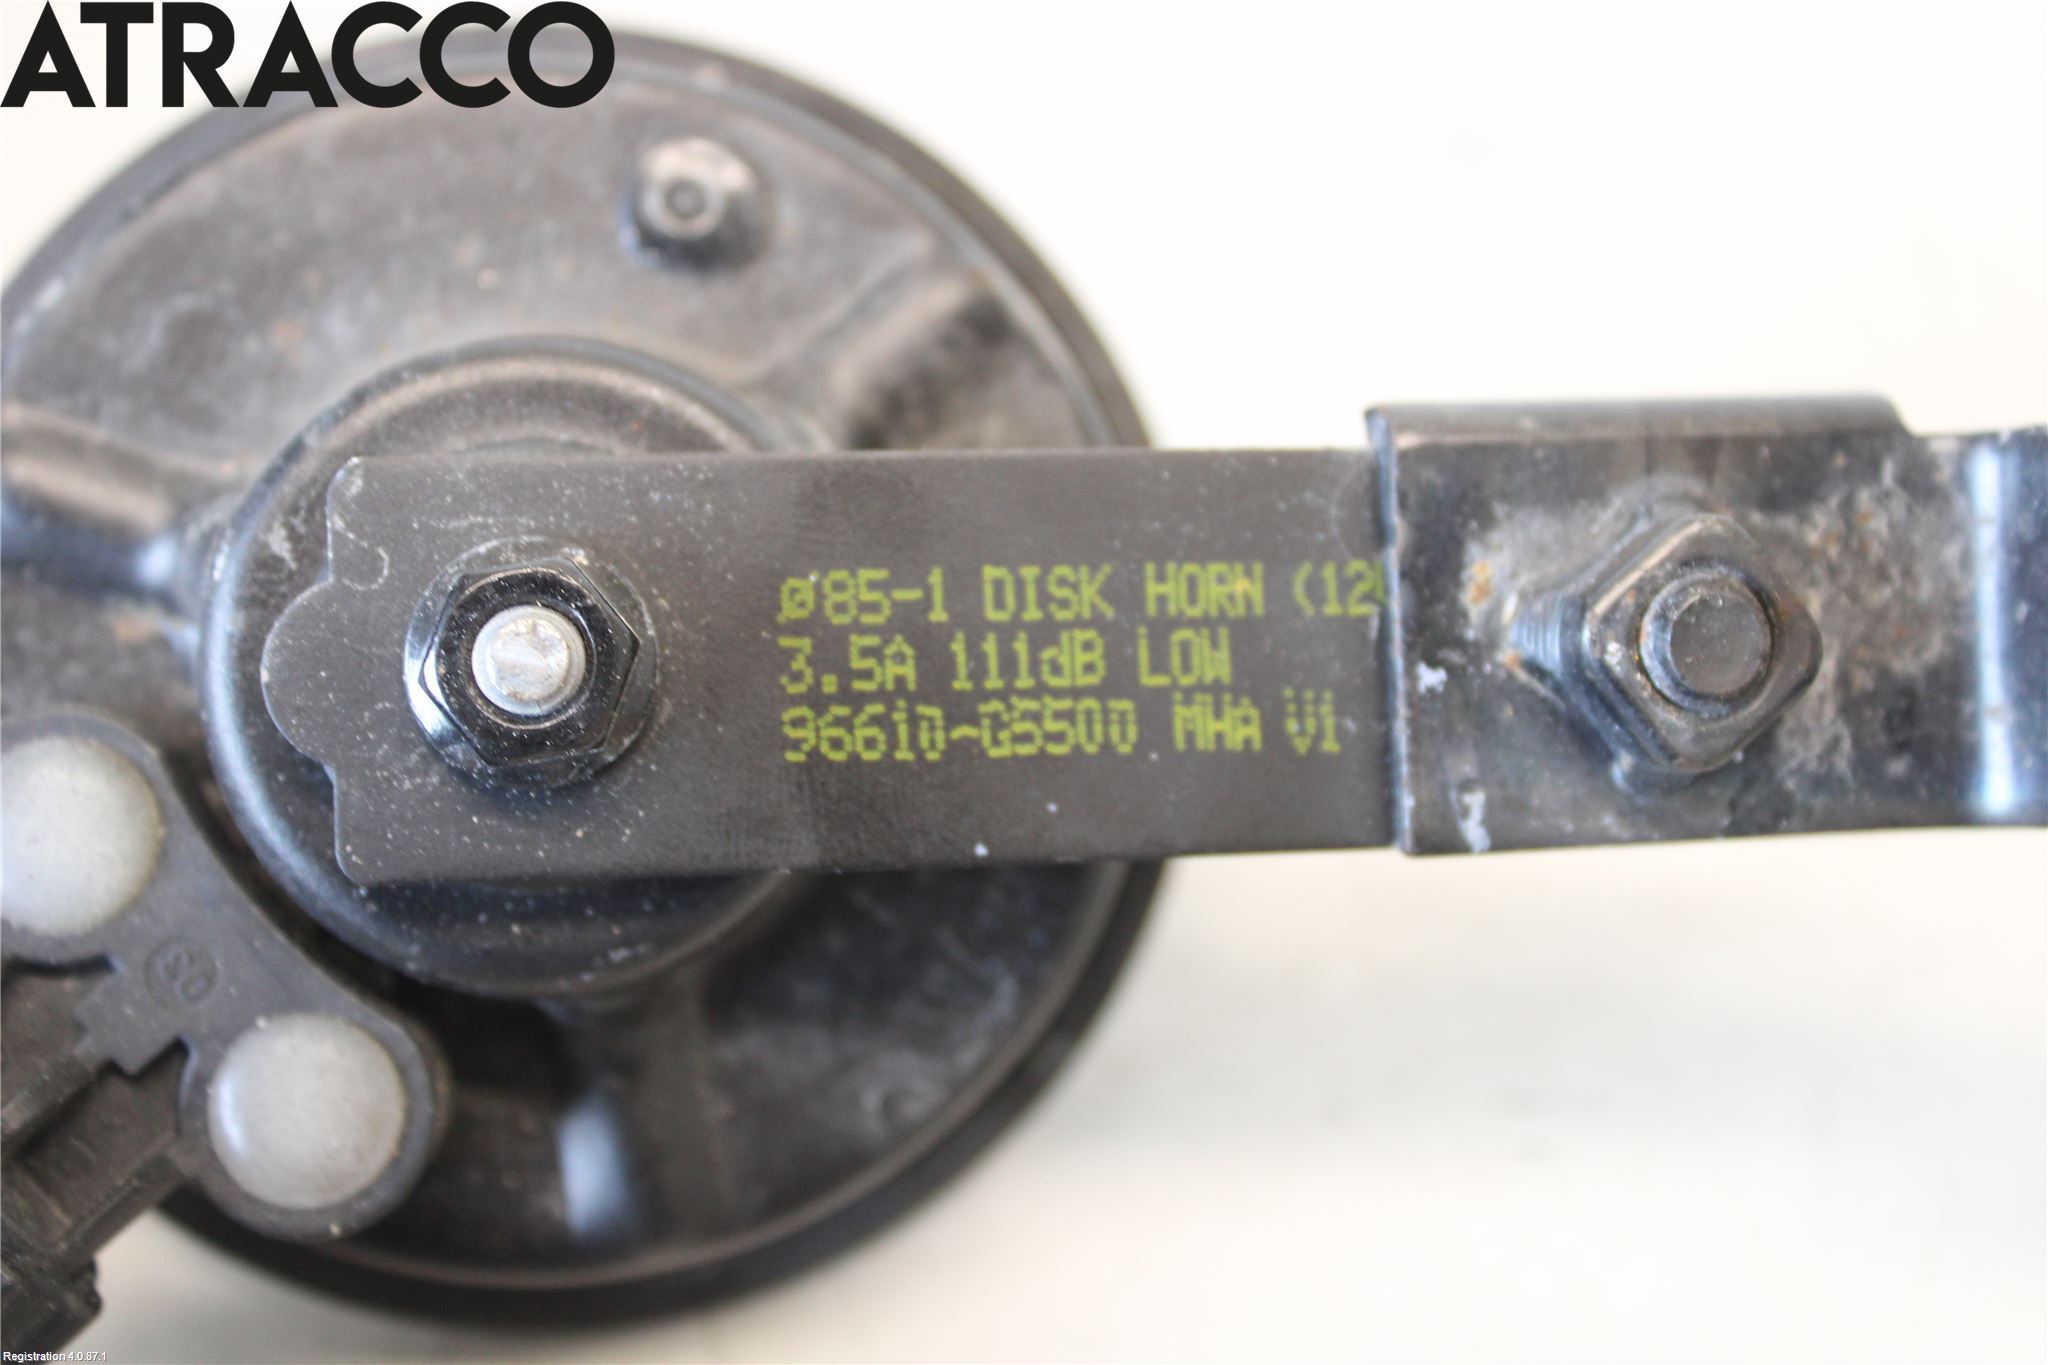 ATRACCO
ø85-1 DISK HORN (12
3.5A 111dB LOW
96610-G5500 MHA V1
Registration 4.0.87.1